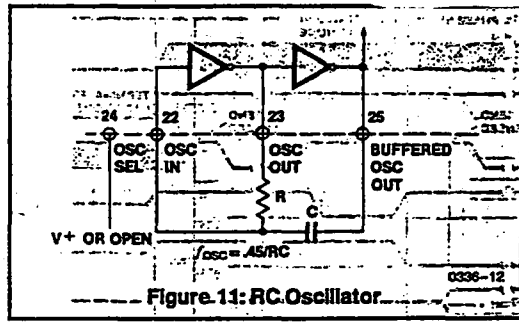 24 22 23 25
OSC SEL
OSC IN
OSC OUT
BUFFERED OSC OUT
R
C
V+ OR OPEN
fOSC = .45/RC
0336-12
Figure 11: RC Oscillator